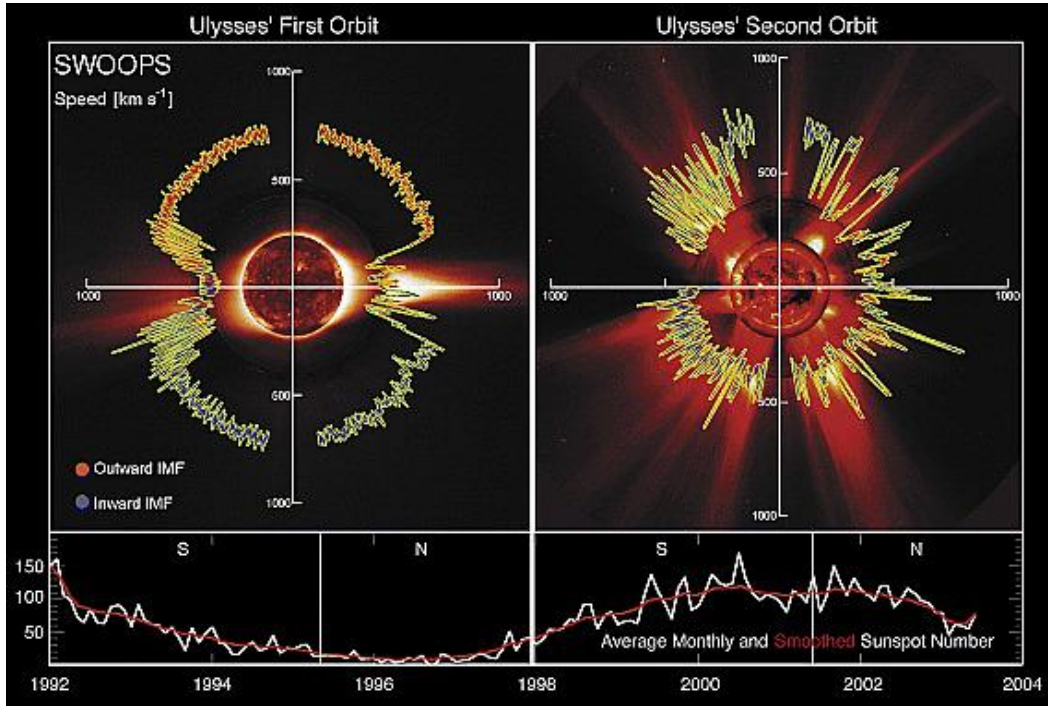 Ulysses' First Orbit
Ulysses' Second Orbit
SWOOPS
Speed [km s-1]
1000
500
1000
1000
500
1000
Outward IMF
Inward IMF
1000
500
1000
1000
500
1000
S
N
S
N
150
100
50
Average Monthly and Smoothed Sunspot Number
1992
1994
1996
1998
2000
2002
2004